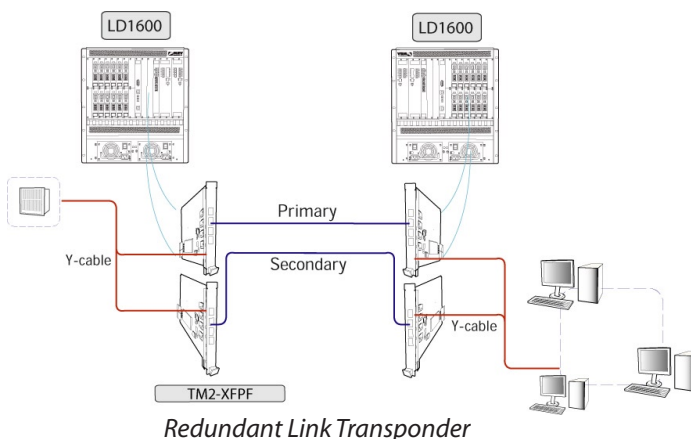 LD1600
LD1600
Primary
Y-cable
Secondary
Y-cable
TM2-XFPF
Redundant Link Transponder